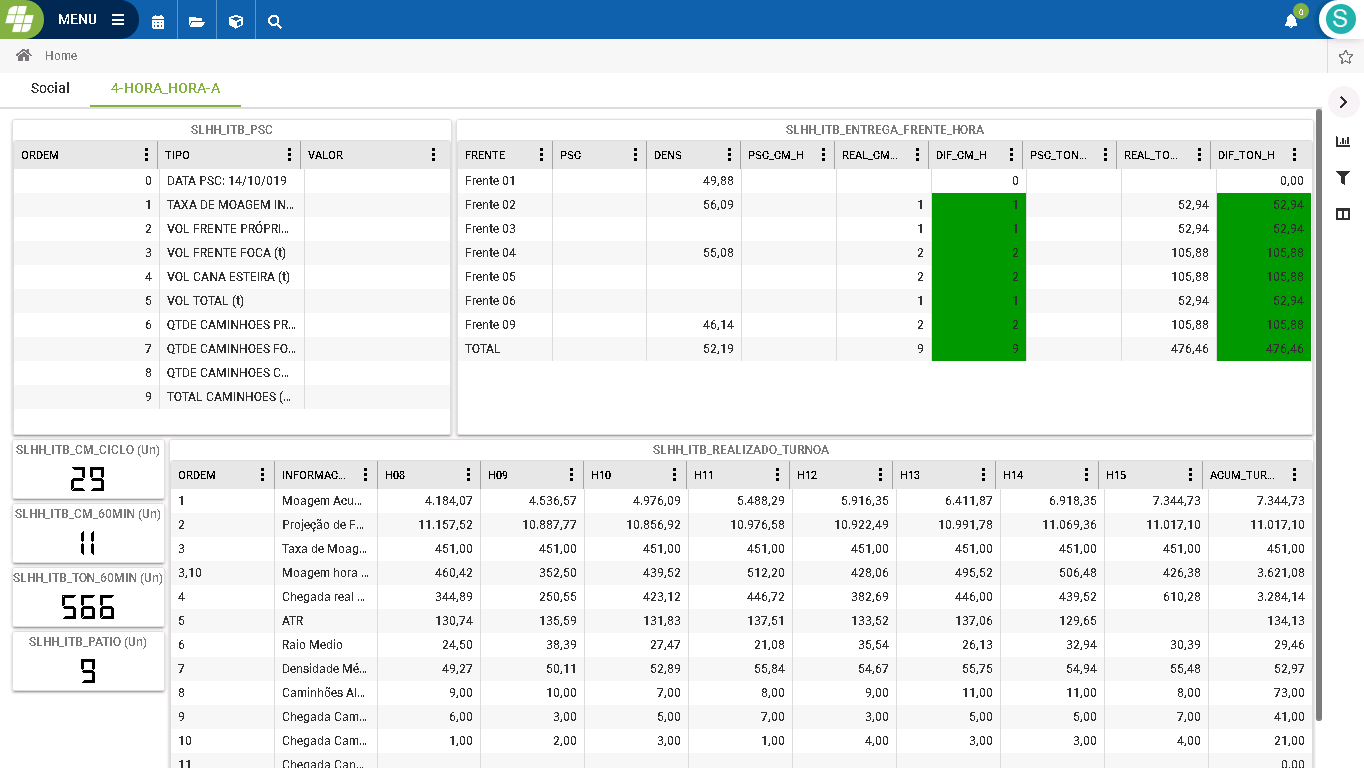 MENU
0
S
Home
Social 4-HORA_HORA-A
SLHH_ITB_PSC
ORDEM TIPO VALOR
0 DATA PSC: 14/10/019
1 TAXA DE MOAGEM IN...
2 VOL FRENTE PRÓPRI...
3 VOL FRENTE FOCA (t)
4 VOL CANA ESTEIRA (t)
5 VOL TOTAL (t)
6 QTDE CAMINHOES PR...
7 QTDE CAMINHOES FO...
8 QTDE CAMINHOES C...
9 TOTAL CAMINHOES (...
SLHH_ITB_ENTREGA_FRENTE_HORA
FRENTE PSC DENS PSC_CM_H REAL_CM... DIF_CM_H PSC_TON... REAL_TO... DIF_TON_H
Frente 01 49,88 0 0,00
Frente 02 56,09 1 1 52,94 52,94
Frente 03 1 1 52,94 52,94
Frente 04 55,08 2 2 105,88 105,88
Frente 05 2 2 105,88 105,88
Frente 06 1 1 52,94 52,94
Frente 09 46,14 2 2 105,88 105,88
TOTAL 52,19 9 9 476,46 476,46
SLHH_ITB_CM_CICLO (Un)
29
SLHH_ITB_CM_60MIN (Un)
11
SLHH_ITB_TON_60MIN (Un)
566
SLHH_ITB_PATIO (Un)
9
SLHH_ITB_REALIZADO_TURNOA
ORDEM INFORMAC... H08 H09 H10 H11 H12 H13 H14 H15 ACUM_TUR...
1 Moagem Acu... 4.184,07 4.536,57 4.976,09 5.488,29 5.916,35 6.411,87 6.918,35 7.344,73 7.344,73
2 Projeção de F... 11.157,52 10.887,77 10.856,92 10.976,58 10.922,49 10.991,78 11.069,36 11.017,10 11.017,10
3 Taxa de Moag... 451,00 451,00 451,00 451,00 451,00 451,00 451,00 451,00 451,00
3,10 Moagem hora ... 460,42 352,50 439,52 512,20 428,06 495,52 506,48 426,38 3.621,08
4 Chegada real ... 344,89 250,55 423,12 446,72 382,69 446,00 439,52 610,28 3.284,14
5 ATR 130,74 135,59 131,83 137,51 133,52 137,06 129,65 134,13
6 Raio Medio 24,50 38,39 27,47 21,08 35,54 26,13 32,94 30,39 29,46
7 Densidade Mé... 49,27 50,11 52,89 55,84 54,67 55,75 54,94 55,48 52,97
8 Caminhões Al... 9,00 10,00 7,00 8,00 9,00 11,00 11,00 8,00 73,00
9 Chegada Cam... 6,00 3,00 5,00 7,00 3,00 5,00 5,00 7,00 41,00
10 Chegada Cam... 1,00 2,00 3,00 1,00 4,00 3,00 3,00 4,00 21,00
11 Chegada Can... 0,00